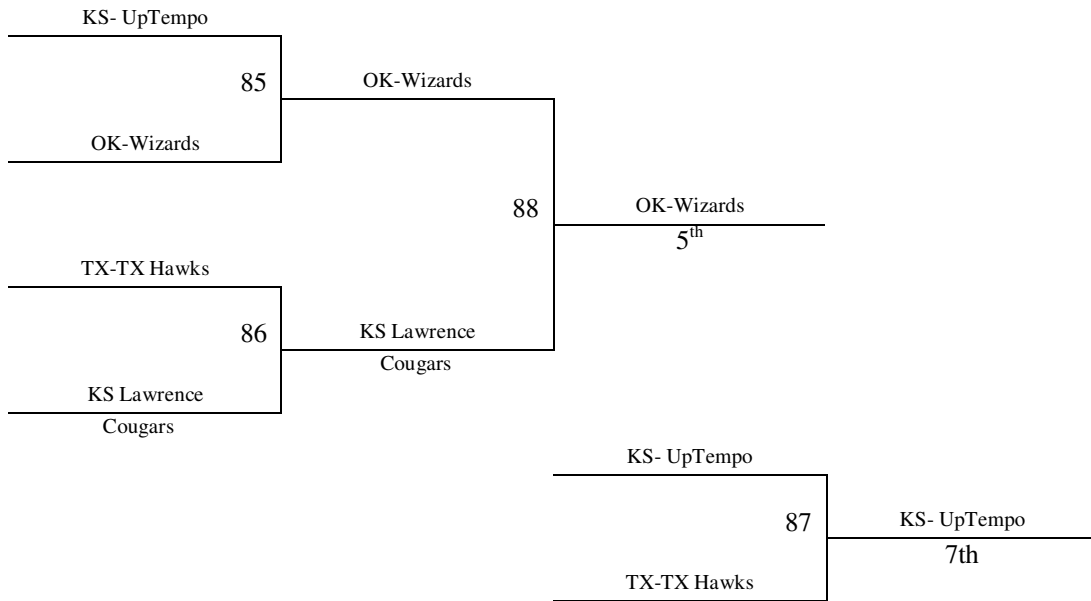 KS- UpTempo
85
OK-Wizards
OK-Wizards
88
OK-Wizards
5th
TX-TX Hawks
86
KS Lawrence
Cougars
KS Lawrence
Cougars
KS- UpTempo
87
KS- UpTempo
7th
TX-TX Hawks